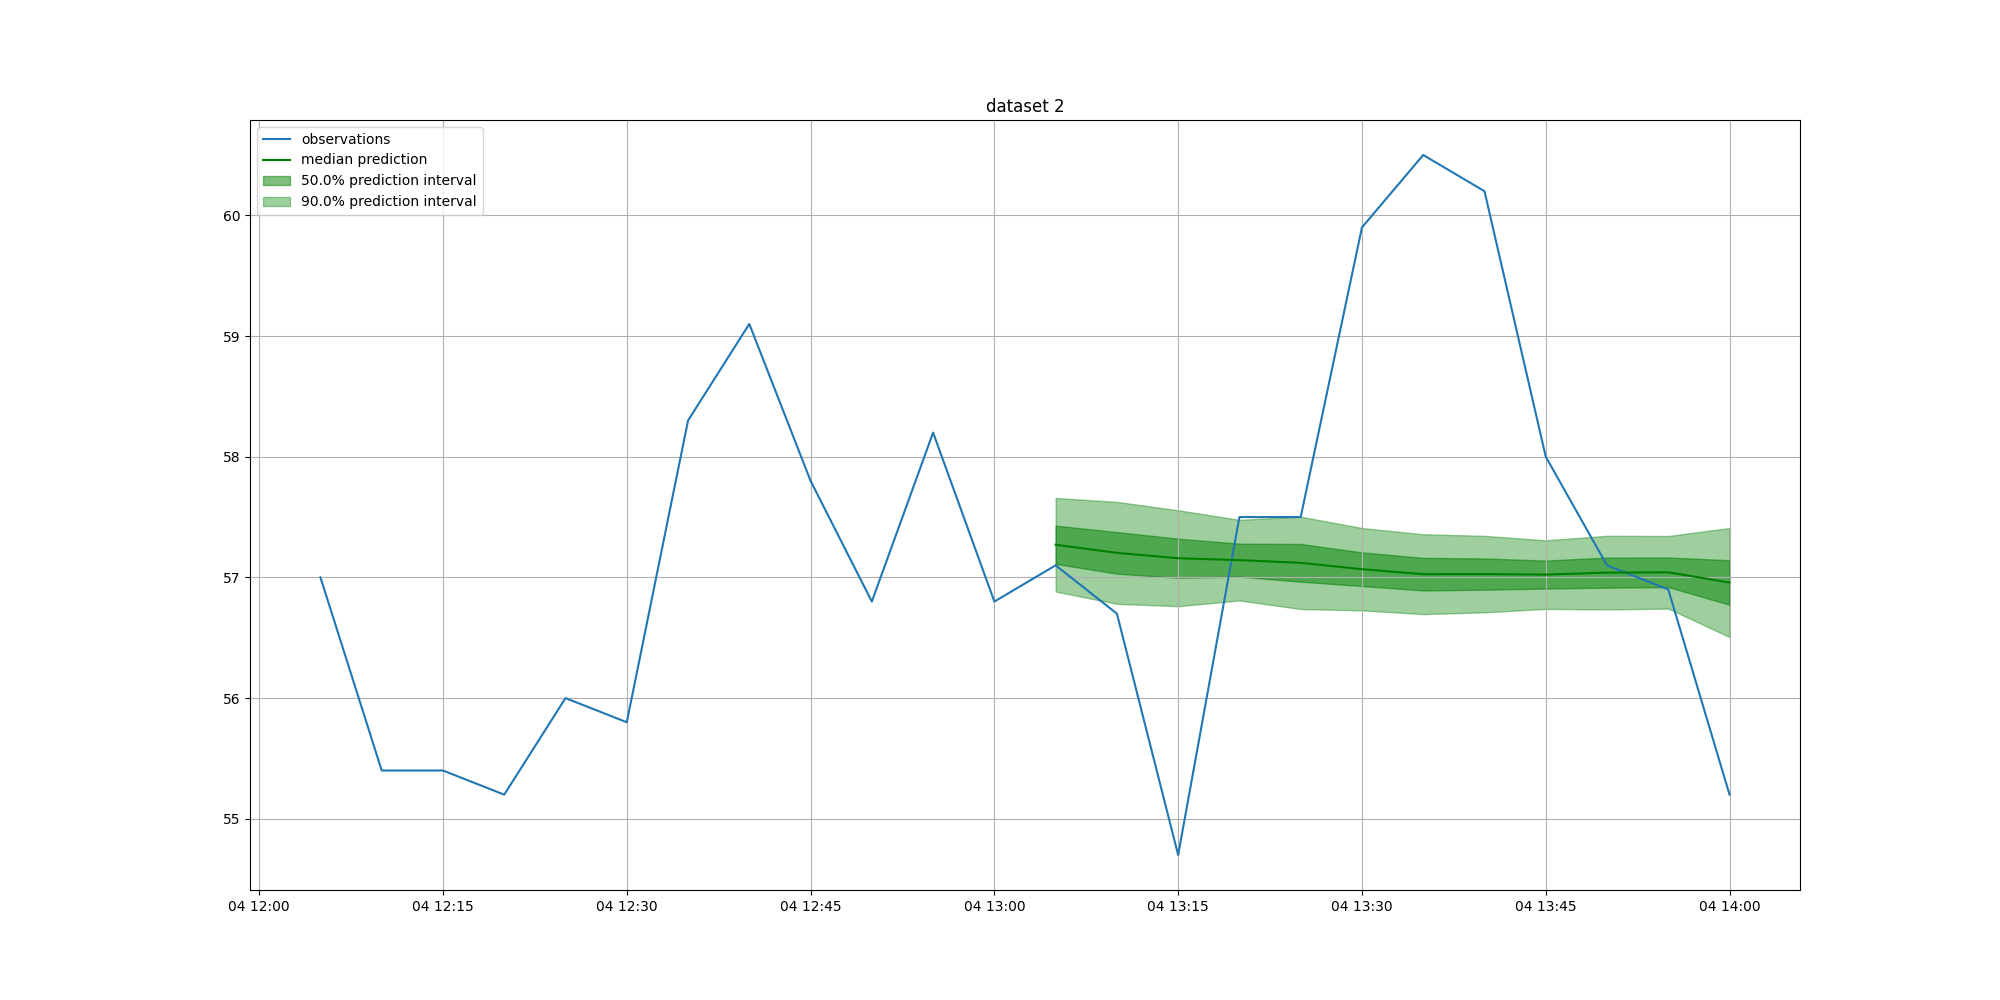 dataset 2
observations
median prediction
50.0% prediction interval
90.0% prediction interval
60
59
58
57
56
55
04 12:00 04 12:15 04 12:30 04 12:45 04 13:00 04 13:15 04 13:30 04 13:45 04 14:00